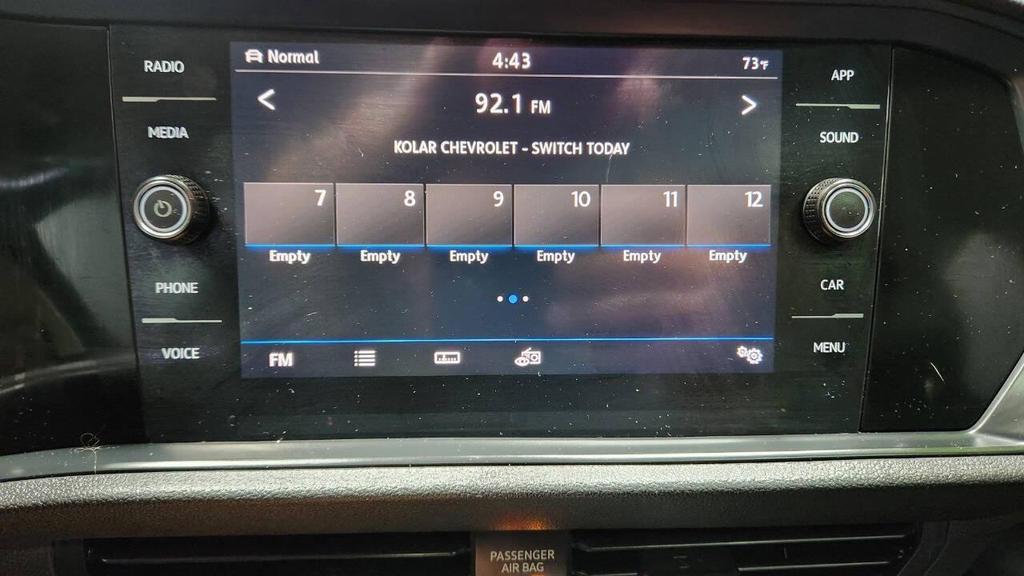 RADIO
MEDIA
PHONE
VOICE
Normal
4:43
73°F
<
92.1 FM
>
KOLAR CHEVROLET - SWITCH TODAY
7
8
9
10
11
12
Empty
Empty
Empty
Empty
Empty
Empty
FM
APP
SOUND
CAR
MENU
PASSENGER
AIR BAG